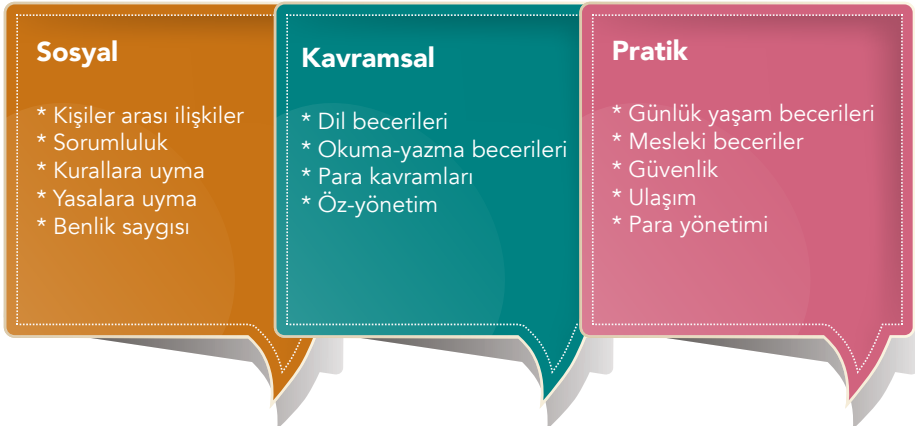 Sosyal
* Kişiler arası ilişkiler
* Sorumluluk
* Kurallara uyma
* Yasalara uyma
* Benlik saygısı
Kavramsal
* Dil becerileri
* Okuma-yazma becerileri
* Para kavramları
* Öz-yönetim
Pratik
* Günlük yaşam becerileri
* Mesleki beceriler
* Güvenlik
* Ulaşım
* Para yönetimi